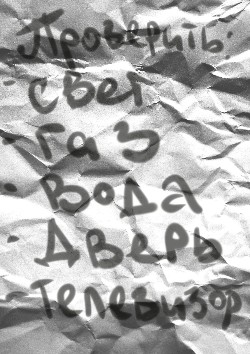 Проверить:
- свет
- газ
- вода
- дверь
- телевизор